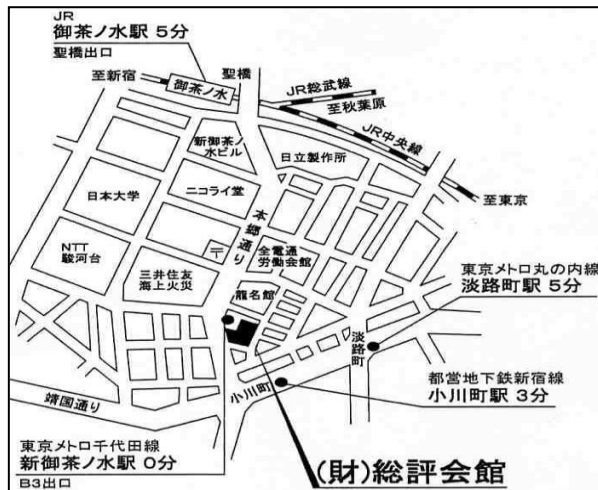 JR
御茶ノ水駅 5分
聖橋出口
至新宿
御茶ノ水
聖橋
JR総武線
至秋葉原
JR中央線
至東京
新御茶ノ
水ビル
日立製作所
日本大学
ニコライ堂
本郷通り
全電通
労働会館
NTT
駿河台
三井住友
海上火災
〒
龍名館
東京メトロ丸の内線
淡路町駅 5分
淡路町
都営地下鉄新宿線
小川町駅 3分
小川町
靖国通り
東京メトロ千代田線
新御茶ノ水駅 0分
B3出口
(財)総評会館